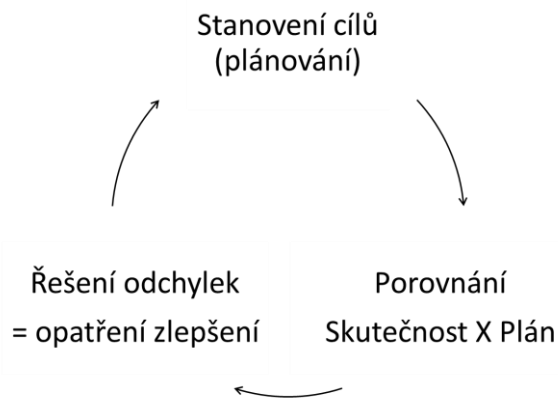 Stanovení cílů
(plánování)
Porovnání
Skutečnost X Plán
Řešení odchylek
= opatření zlepšení